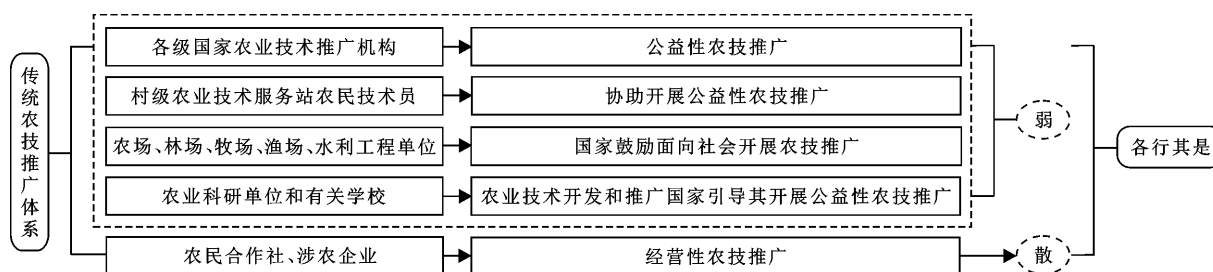 传统农技推广体系
各级国家农业技术推广机构
公益性农技推广
村级农业技术服务站农民技术员
协助开展公益性农技推广
农场、林场、牧场、渔场、水利工程单位
国家鼓励面向社会开展农技推广
农业科研单位和有关学校
农业技术开发和推广国家引导其开展公益性农技推广
农民合作社、涉农企业
经营性农技推广
弱
散
各行其是